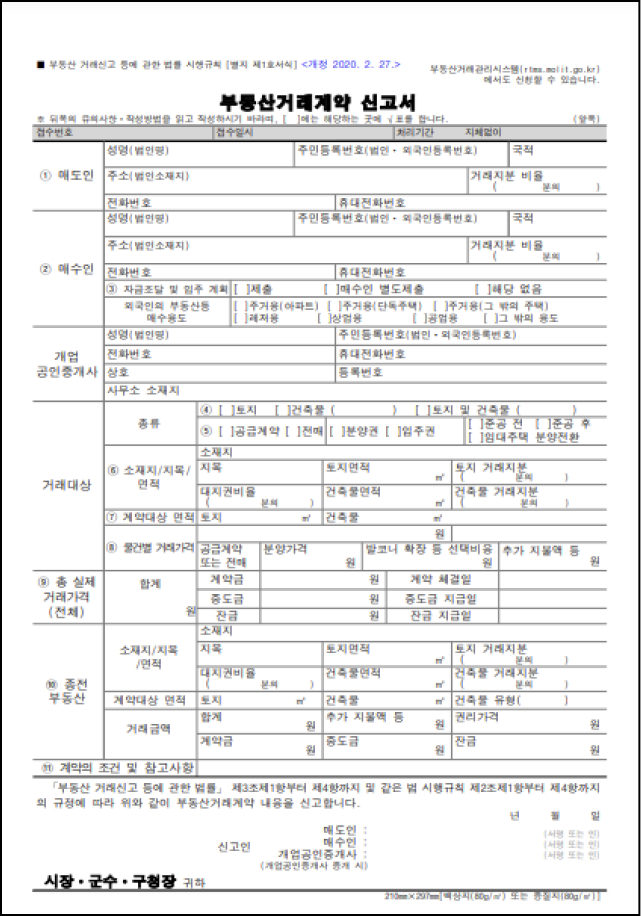 ■ 부동산 거래신고 등에 관한 법률 시행규칙 [별지 제1호서식] <개정 2020. 2. 27.>
부동산거래관리시스템(rtms.molit.go.kr)
에서도 신청할 수 있습니다.
부동산거래계약 신고서
※ 뒤쪽의 유의사항·작성방법을 읽고 작성하시기 바라며, [ ]에는 해당하는 곳에 √표를 합니다. (앞쪽)
접수번호 접수일시 처리기간 지체없이
① 매도인
성명(법인명) 주민등록번호(법인·외국인등록번호) 국적
주소(법인소재지) 거래지분 비율
( 분의 )
전화번호 휴대전화번호
② 매수인
성명(법인명) 주민등록번호(법인·외국인등록번호) 국적
주소(법인소재지) 거래지분 비율
( 분의 )
전화번호 휴대전화번호
③ 자금조달 및 입주 계획 [ ]제출 [ ]매수인 별도제출 [ ]해당 없음
외국인의 부동산등
매수용도
[ ]주거용(아파트) [ ]주거용(단독주택) [ ]주거용(그 밖의 주택)
[ ]레저용 [ ]상업용 [ ]공업용 [ ]그 밖의 용도
개업
공인중개사
성명(법인명) 주민등록번호(법인·외국인등록번호)
전화번호 휴대전화번호
상호 등록번호
사무소 소재지
거래대상
종류
④ [ ]토지 [ ]건축물 ( ) [ ]토지 및 건축물 ( )
⑤ [ ]공급계약 [ ]전매 [ ]분양권 [ ]입주권 [ ]준공 전 [ ]준공 후
[ ]임대주택 분양전환
⑥ 소재지/지목/
면적
소재지
지목 토지면적 ㎡ 토지 거래지분
( 분의 )
대지권비율 건축물면적 ㎡ 건축물 거래지분
( 분의 ) ( 분의 )
⑦ 계약대상 면적 토지 ㎡ 건축물 ㎡
⑧ 물건별 거래가격
원
공급계약
또는 전매
분양가격 원
발코니 확장 등 선택비용 원
추가 지불액 등 원
⑨ 총 실제
거래가격
(전체)
합계 원
계약금 원 계약 체결일
중도금 원 중도금 지급일
잔금 원 잔금 지급일
⑩ 종전
부동산
소재지/지목
/면적
소재지
지목 토지면적 ㎡ 토지 거래지분
( 분의 )
대지권비율 건축물면적 ㎡ 건축물 거래지분
( 분의 ) ( 분의 )
계약대상 면적 토지 ㎡ 건축물 ㎡ 건축물 유형( )
거래금액
합계 원 추가 지불액 등 원 권리가격 원
계약금 원 중도금 원 잔금 원
⑪ 계약의 조건 및 참고사항
「부동산 거래신고 등에 관한 법률」 제3조제1항부터 제4항까지 및 같은 법 시행규칙 제2조제1항부터 제4항까지
의 규정에 따라 위와 같이 부동산거래계약 내용을 신고합니다.
년 월 일
신고인
매도인 : (서명 또는 인)
매수인 : (서명 또는 인)
개업공인중개사 : (서명 또는 인)
(개업공인중개사 중개 시)
시장·군수·구청장 귀하
210mm×297mm[백상지(80g/㎡) 또는 중질지(80g/㎡)]